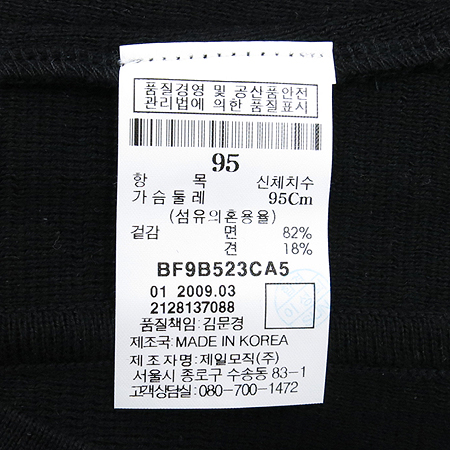 품질경영 및 공산품안전
관리법에 의한 품질표시
95
항 목 신체치수
가슴둘레 95Cm
(섬유의혼용율)
겉감 면 82%
견 18%
BF9B523CA5
01 2009.03
2128137088
품질책임: 김문경
제조국: MADE IN KOREA
제조자명: 제일모직(주)
서울시 종로구 수송동 83-1
고객상담실: 080-700-1472